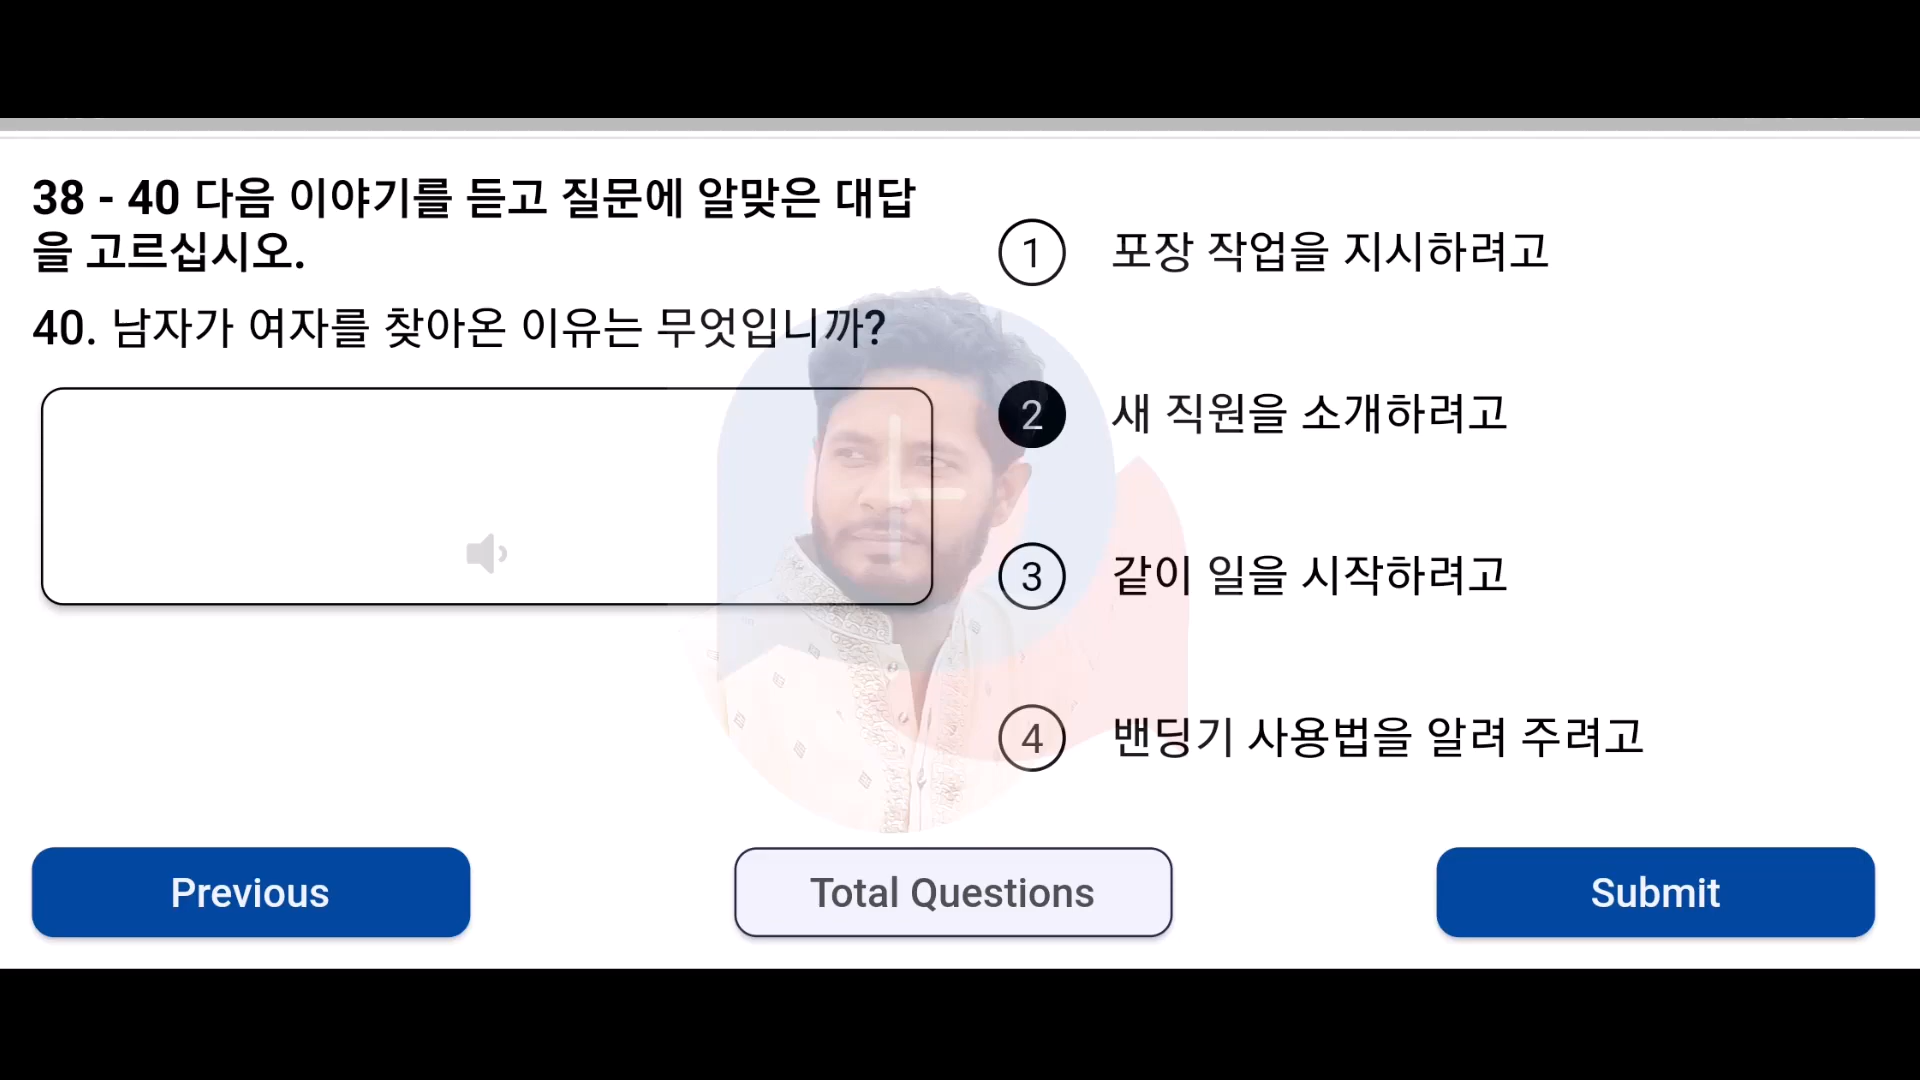 38 - 40 다음 이야기를 듣고 질문에 알맞은 대답
을 고르십시오.
40. 남자가 여자를 찾아온 이유는 무엇입니까?
1 포장 작업을 지시하려고
2 새 직원을 소개하려고
3 같이 일을 시작하려고
4 밴딩기 사용법을 알려 주려고
Previous
Total Questions
Submit